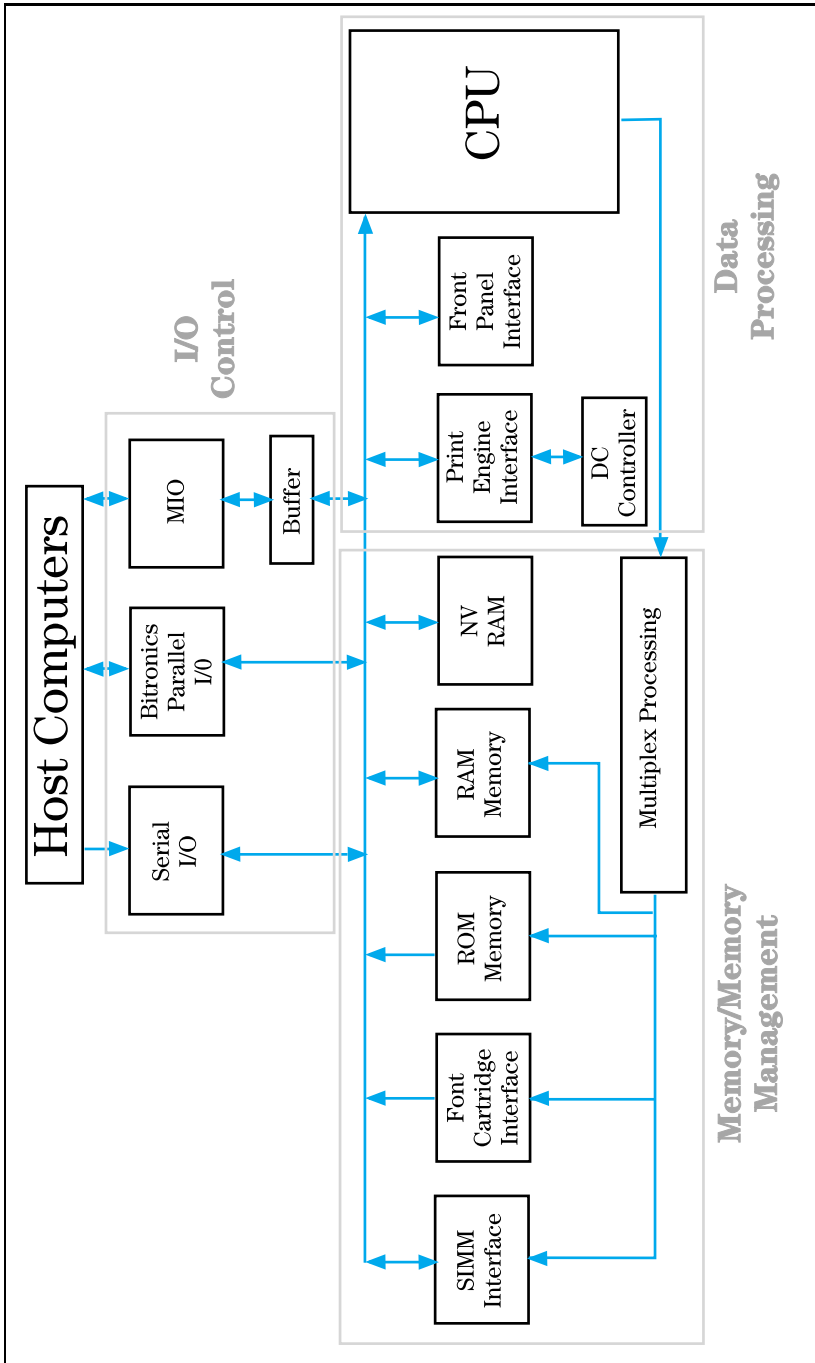 Host Computers
Serial
I/O
Bitronics
Parallel
I/0
MIO
Buffer
I/O
Control
SIMM
Interface
Font
Cartridge
Interface
ROM
Memory
RAM
Memory
NV
RAM
Print
Engine
Interface
Front
Panel
Interface
CPU
DC
Controller
Multiplex Processing
Memory/Memory
Management
Data
Processing